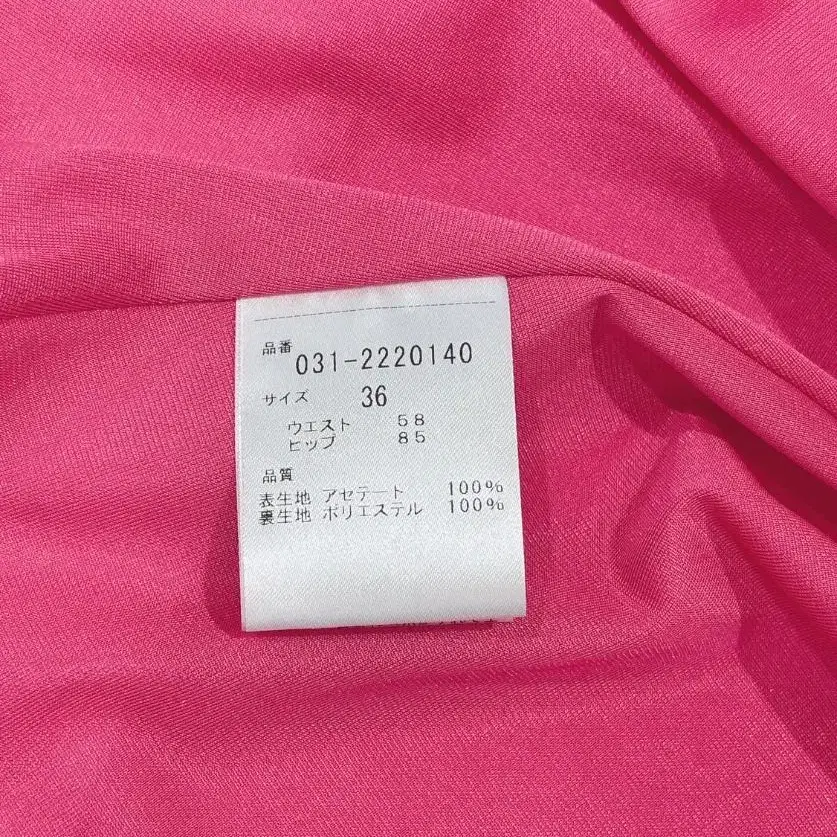 品番 031-2220140
サイズ 36
ウエスト 58
ヒップ 85
品質
表生地 アセテート 100%
裏生地 ポリエステル 100%